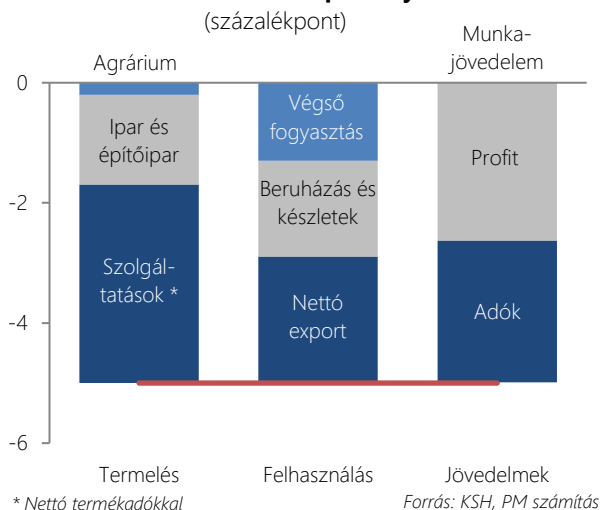 (százalékpont)
Agrárium
Munka-
jövedelem
0
-2
-4
-6
Ipar és
építőipar
Szolgál-
tatások *
Végső
fogyasztás
Beruházás és
készletek
Nettó
export
Profit
Adók
Termelés
Felhasználás
Jövedelmek
* Nettó termékadókkal
Forrás: KSH, PM számítás